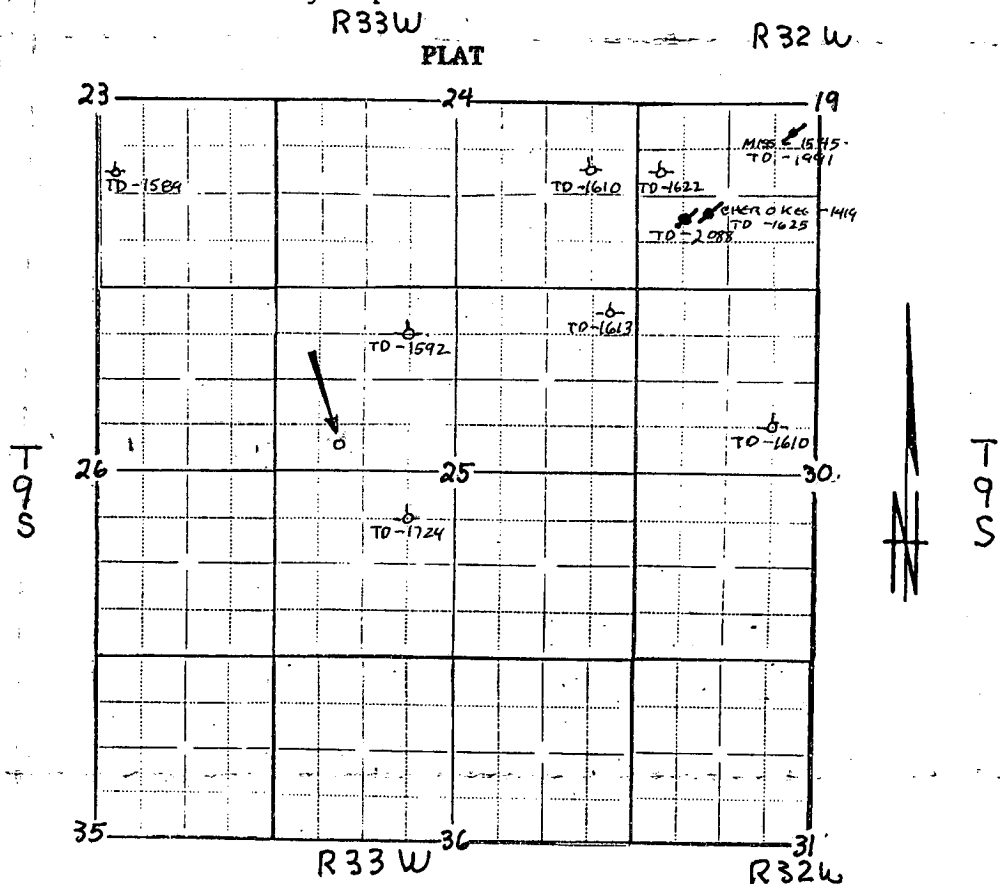 R33W
R32W
PLAT
23 24 19
MISS - 1545
TD -1991
TD -1589
TD -1610
TD -1622
CHEROKEE -1419
TD -1625
TD -2088
TD -1613
TD -1592
TD -1610
T9S
26 25 30
T9S
TD -1724
N
35 36 31
R33W
R32W